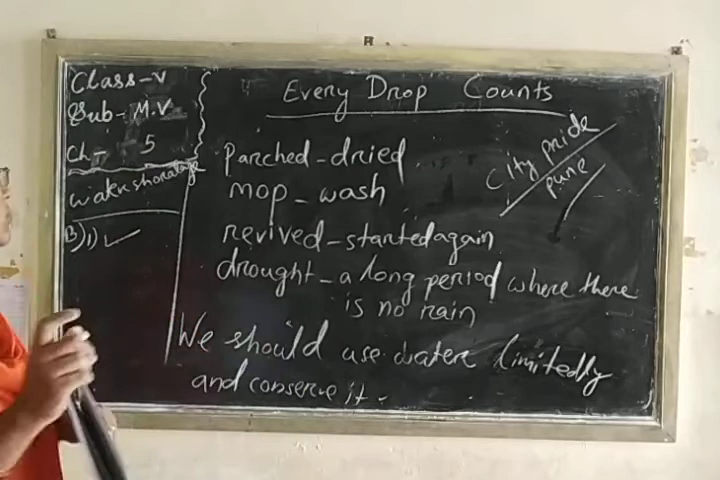 Class-V
Sub- M.V
Ch- 5
water shoratage
B) 1) ✓
Every Drop Counts
Parched-dried
mop-wash
revived-started again
drought-a long period where there
is no rain
We should use water limitedly
and conserve it.
City pride
pune